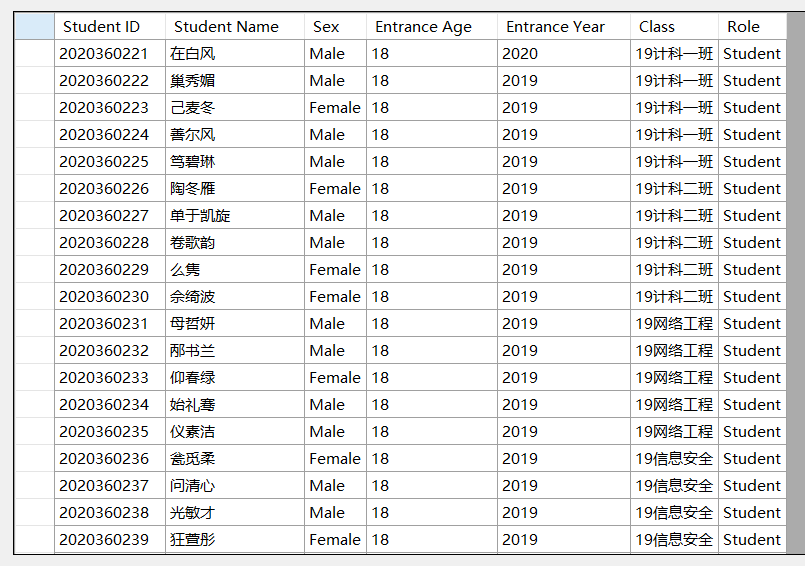 Student ID Student Name Sex Entrance Age Entrance Year Class Role
2020360221 在白风 Male 18 2020 19计科一班 Student
2020360222 巢秀媚 Male 18 2019 19计科一班 Student
2020360223 己麦冬 Female 18 2019 19计科一班 Student
2020360224 善尔风 Male 18 2019 19计科一班 Student
2020360225 笃碧琳 Male 18 2019 19计科一班 Student
2020360226 陶冬雁 Female 18 2019 19计科二班 Student
2020360227 单于凯旋 Male 18 2019 19计科二班 Student
2020360228 卷歌韵 Male 18 2019 19计科二班 Student
2020360229 么隽 Female 18 2019 19计科二班 Student
2020360230 佘绮波 Female 18 2019 19计科二班 Student
2020360231 母哲妍 Male 18 2019 19网络工程 Student
2020360232 邴书兰 Male 18 2019 19网络工程 Student
2020360233 仰春绿 Female 18 2019 19网络工程 Student
2020360234 始礼骞 Male 18 2019 19网络工程 Student
2020360235 仪素洁 Male 18 2019 19网络工程 Student
2020360236 瓮觅柔 Female 18 2019 19信息安全 Student
2020360237 问清心 Male 18 2019 19信息安全 Student
2020360238 光敏才 Male 18 2019 19信息安全 Student
2020360239 狂萱彤 Female 18 2019 19信息安全 Student